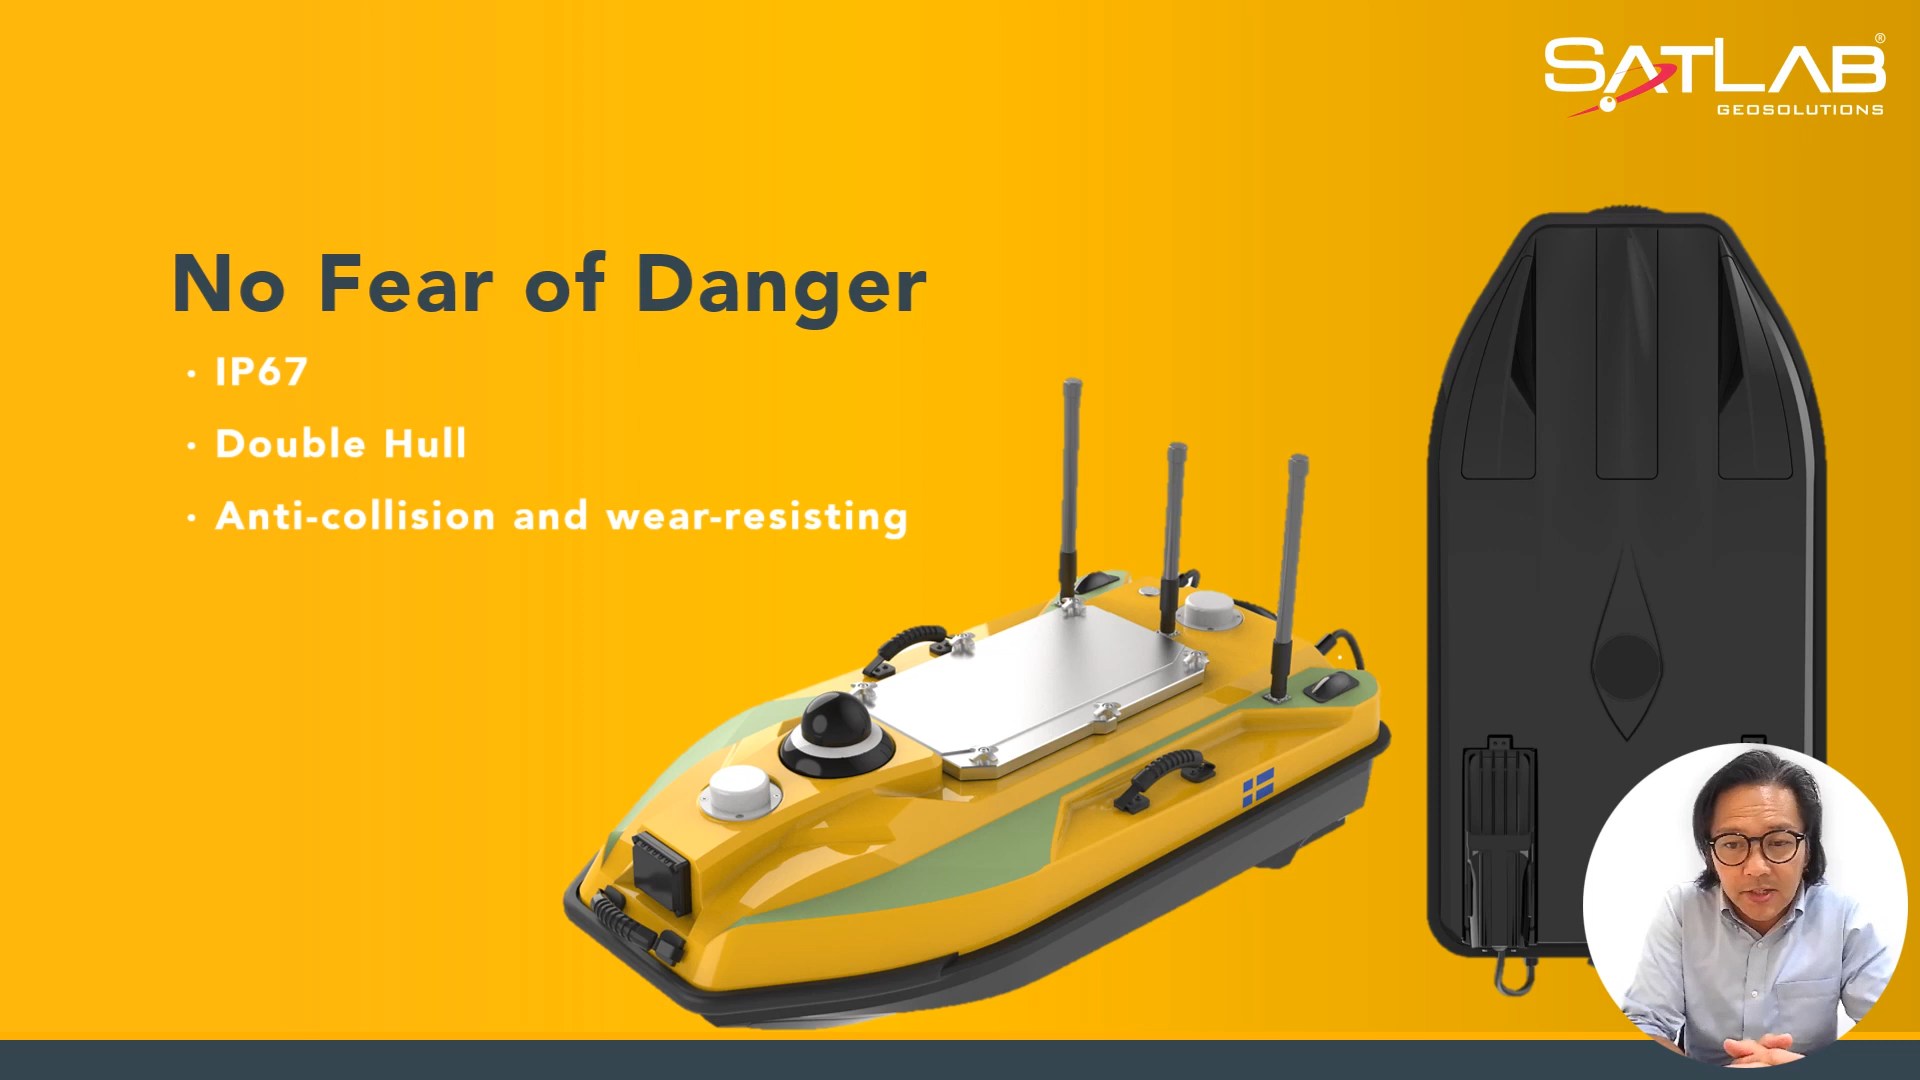 SATLAB®
GEOSOLUTIONS
No Fear of Danger
· IP67
· Double Hull
· Anti-collision and wear-resisting